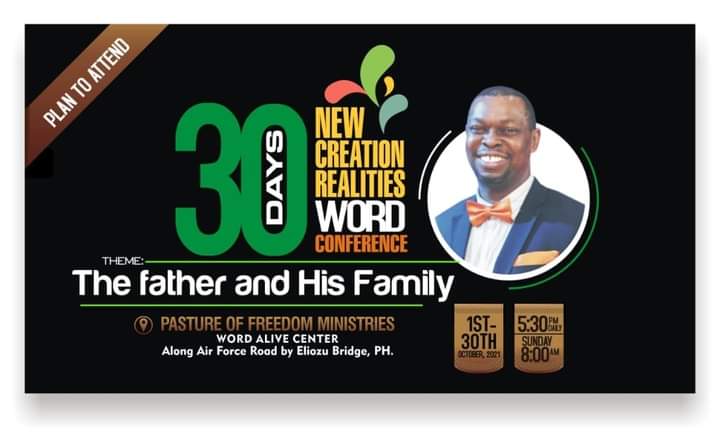 PLAN TO ATTEND
30
DAYS
NEW
CREATION
REALITIES
WORD
CONFERENCE
THEME:
The father and His Family
PASTURE OF FREEDOM MINISTRIES
WORD ALIVE CENTER
Along Air Force Road by Eliozu Bridge, PH.
1ST-
30TH
OCTOBER, 2021
5:30PM DAILY
SUNDAY
8:00AM